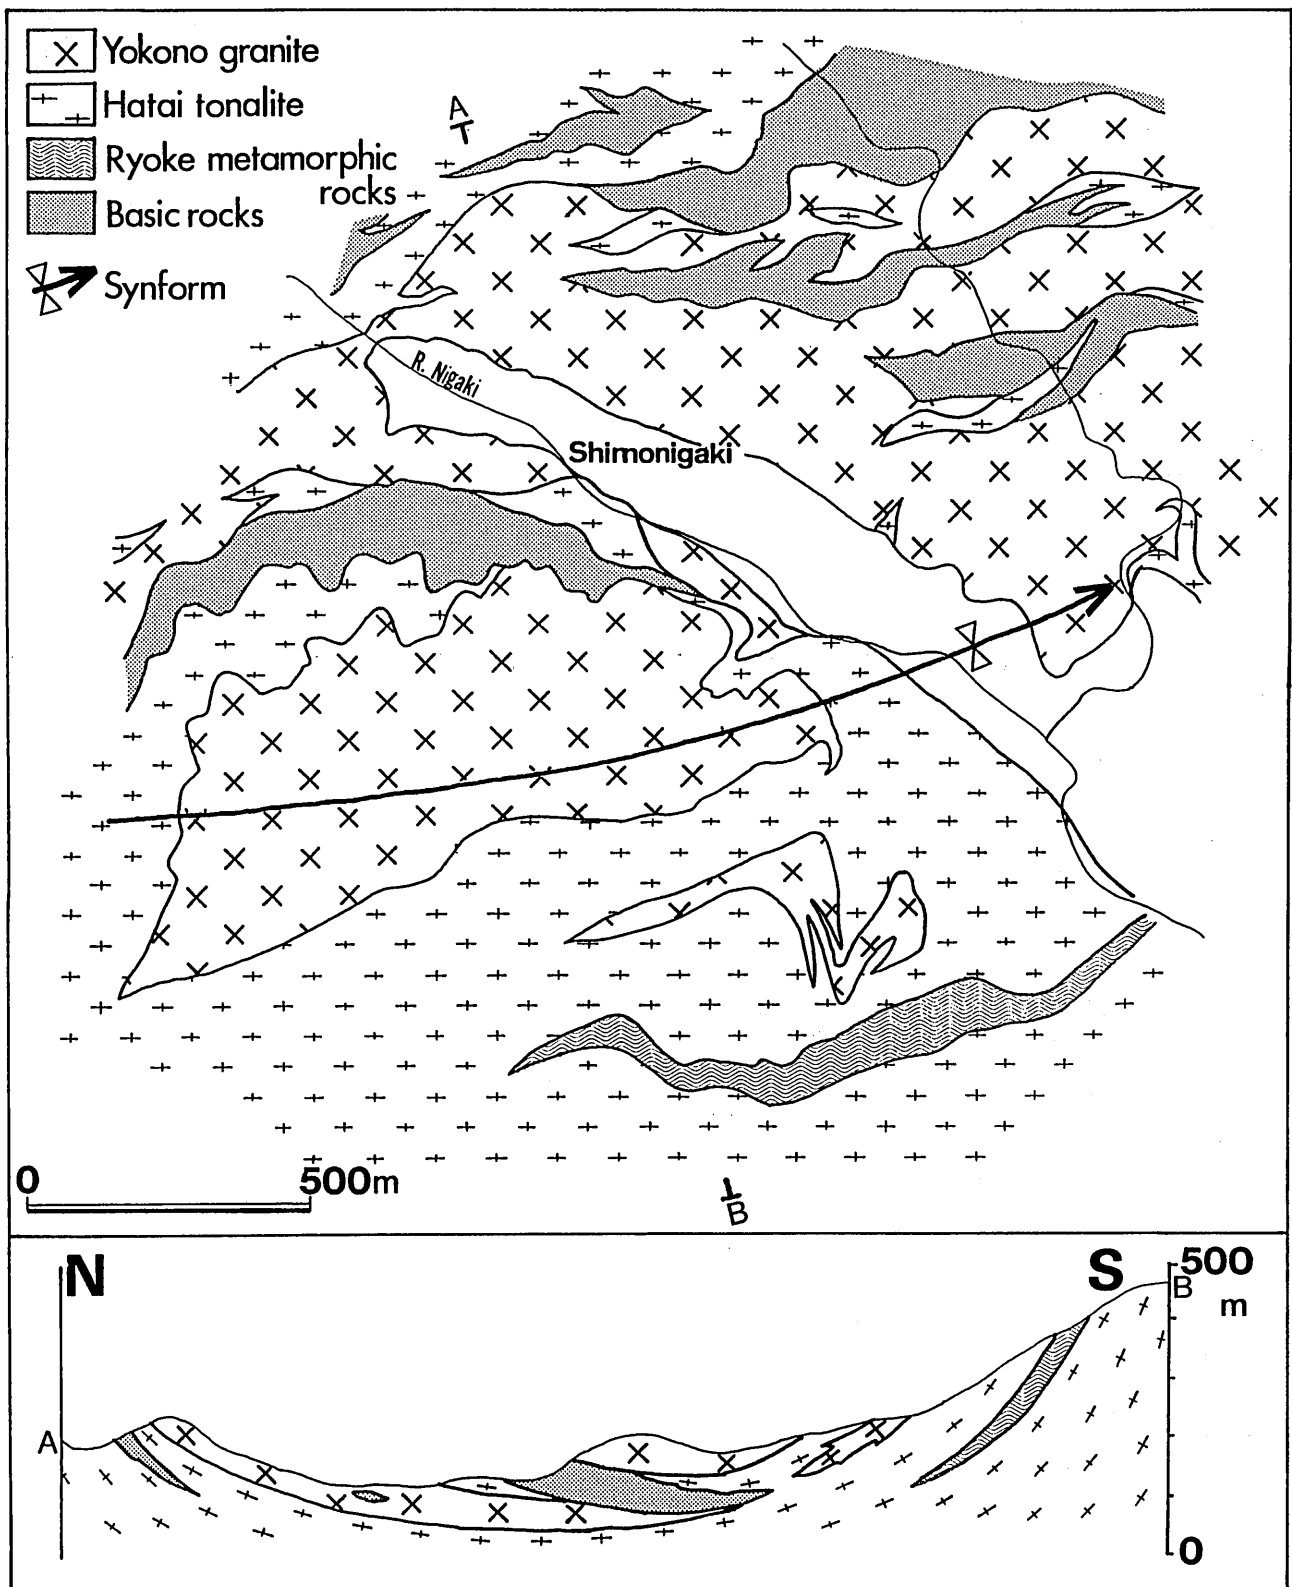 Yokono granite
Hatai tonalite
Ryoke metamorphic
rocks
Basic rocks
Synform
A
R. Nigaki
Shimonigaki
0 500m
B
N S
500
m
A B
0